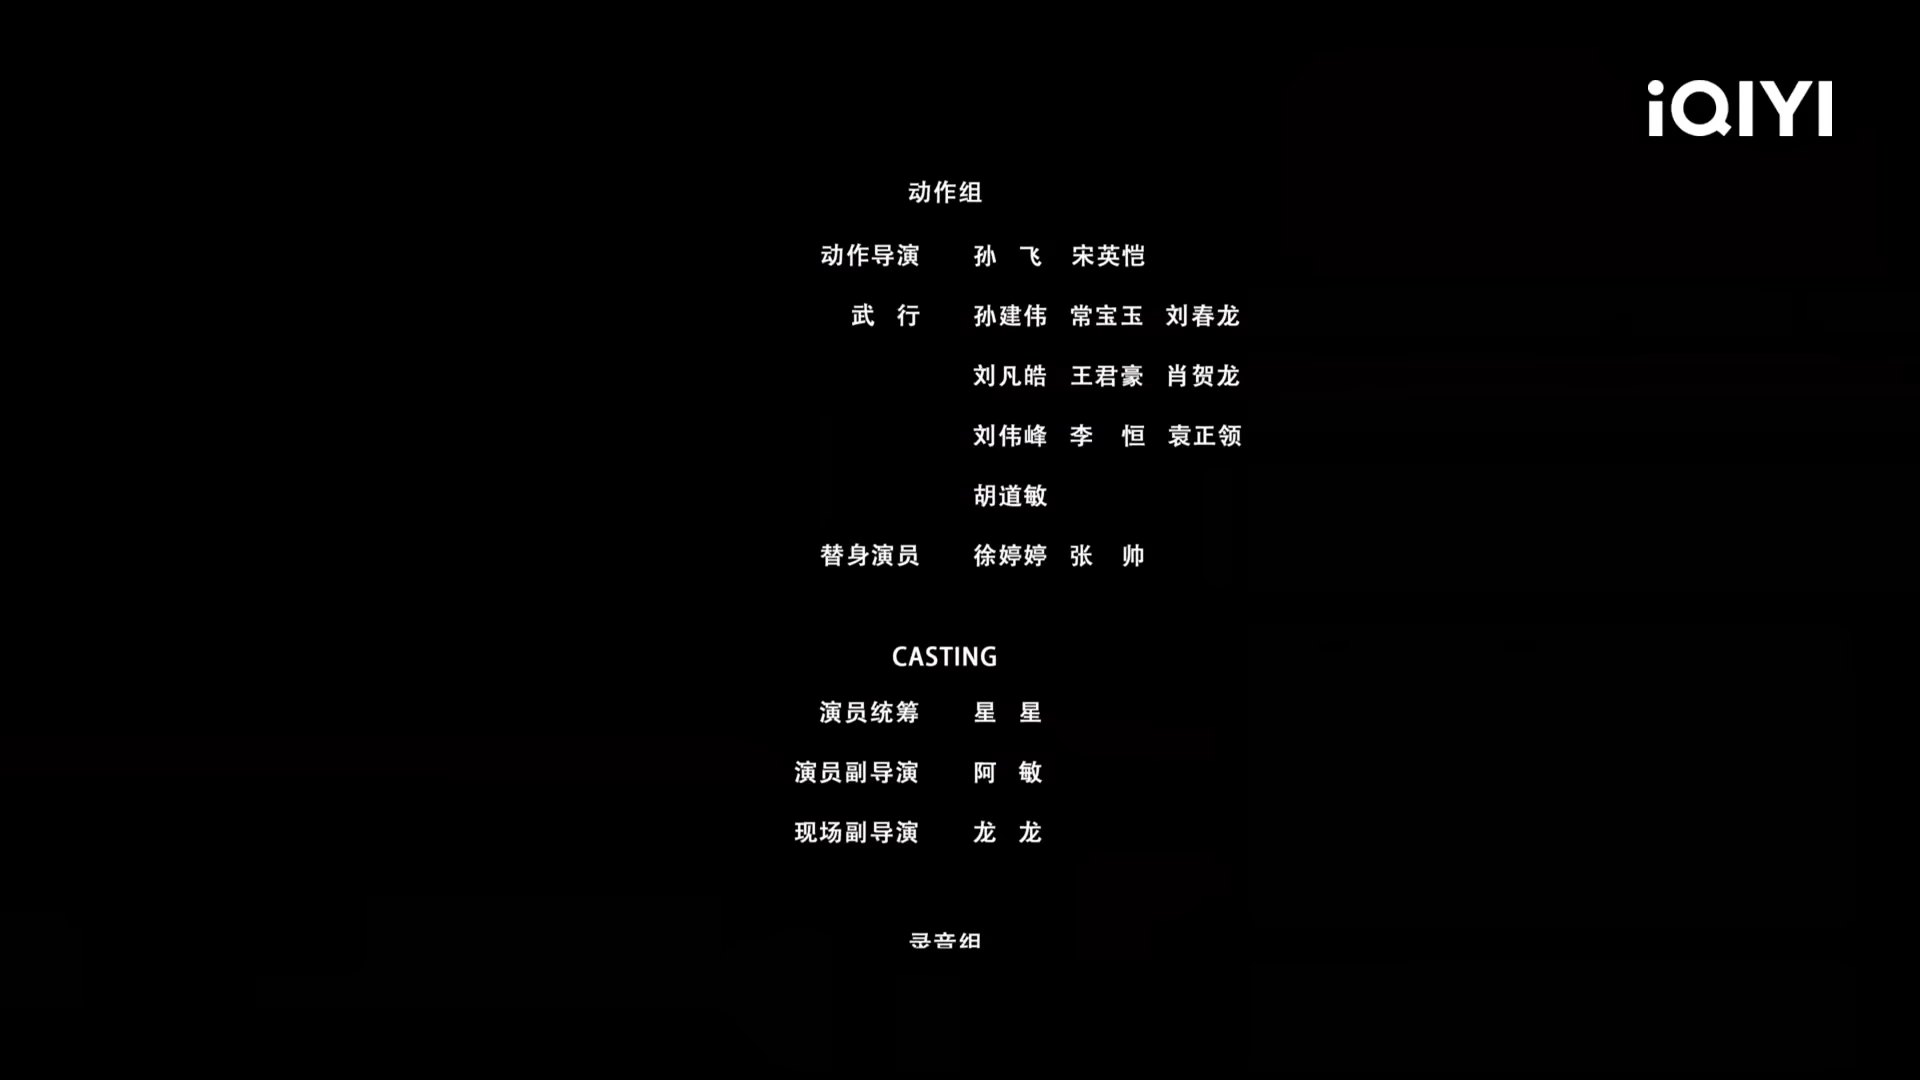 iQIYI
动作组
动作导演 孙 飞 宋英恺
武 行 孙建伟 常宝玉 刘春龙
刘凡皓 王君豪 肖贺龙
刘伟峰 李 恒 袁正领
胡道敏
替身演员 徐婷婷 张 帅
CASTING
演员统筹 星 星
演员副导演 阿 敏
现场副导演 龙 龙
录音组